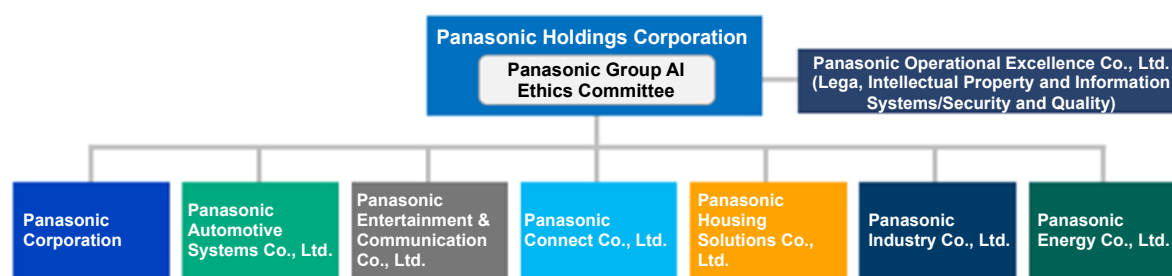 Panasonic Holdings Corporation
Panasonic Group AI
Ethics Committee
Panasonic Operational Excellence Co., Ltd.
(Lega, Intellectual Property and Information
Systems/Security and Quality)
Panasonic
Corporation
Panasonic
Automotive
Systems Co., Ltd.
Panasonic
Entertainment &
Communication
Co., Ltd.
Panasonic
Connect Co., Ltd.
Panasonic
Housing
Solutions Co.,
Ltd.
Panasonic
Industry Co., Ltd.
Panasonic
Energy Co., Ltd.